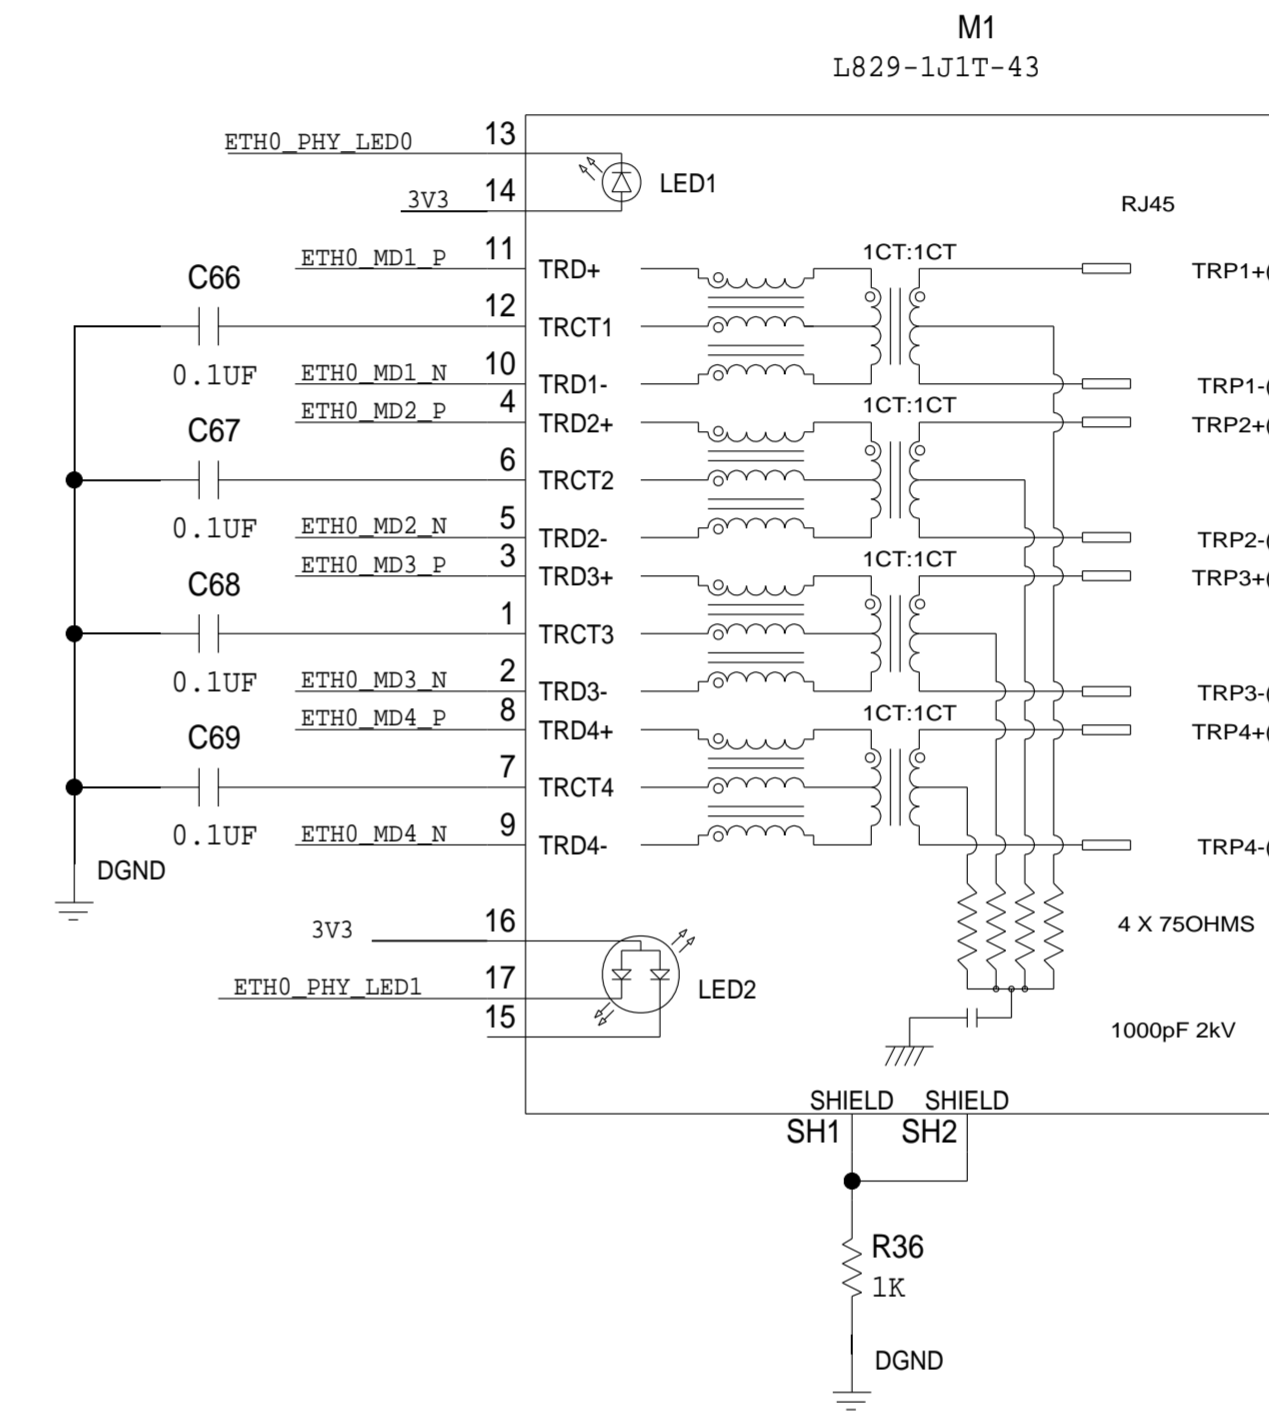 M1
L829-1J1T-43
ETH0_PHY_LED0 13
LED1
3V3 14
RJ45
1CT:1CT
ETH0_MD1_P 11 TRD+ TRP1+(
C66
12 TRCT1
0.1UF
ETH0_MD1_N 10 TRD1- TRP1-(
1CT:1CT
ETH0_MD2_P 4 TRD2+ TRP2+(
C67
6 TRCT2
0.1UF
ETH0_MD2_N 5 TRD2- TRP2-(
1CT:1CT
ETH0_MD3_P 3 TRD3+ TRP3+(
C68
1 TRCT3
0.1UF
ETH0_MD3_N 2 TRD3- TRP3-(
1CT:1CT
ETH0_MD4_P 8 TRD4+ TRP4+(
C69
7 TRCT4
0.1UF
ETH0_MD4_N 9 TRD4- TRP4-(
DGND
3V3 16
4 X 75OHMS
ETH0_PHY_LED1 17
LED2
15
1000pF 2kV
SHIELD SHIELD
SH1 SH2
R36
1K
DGND